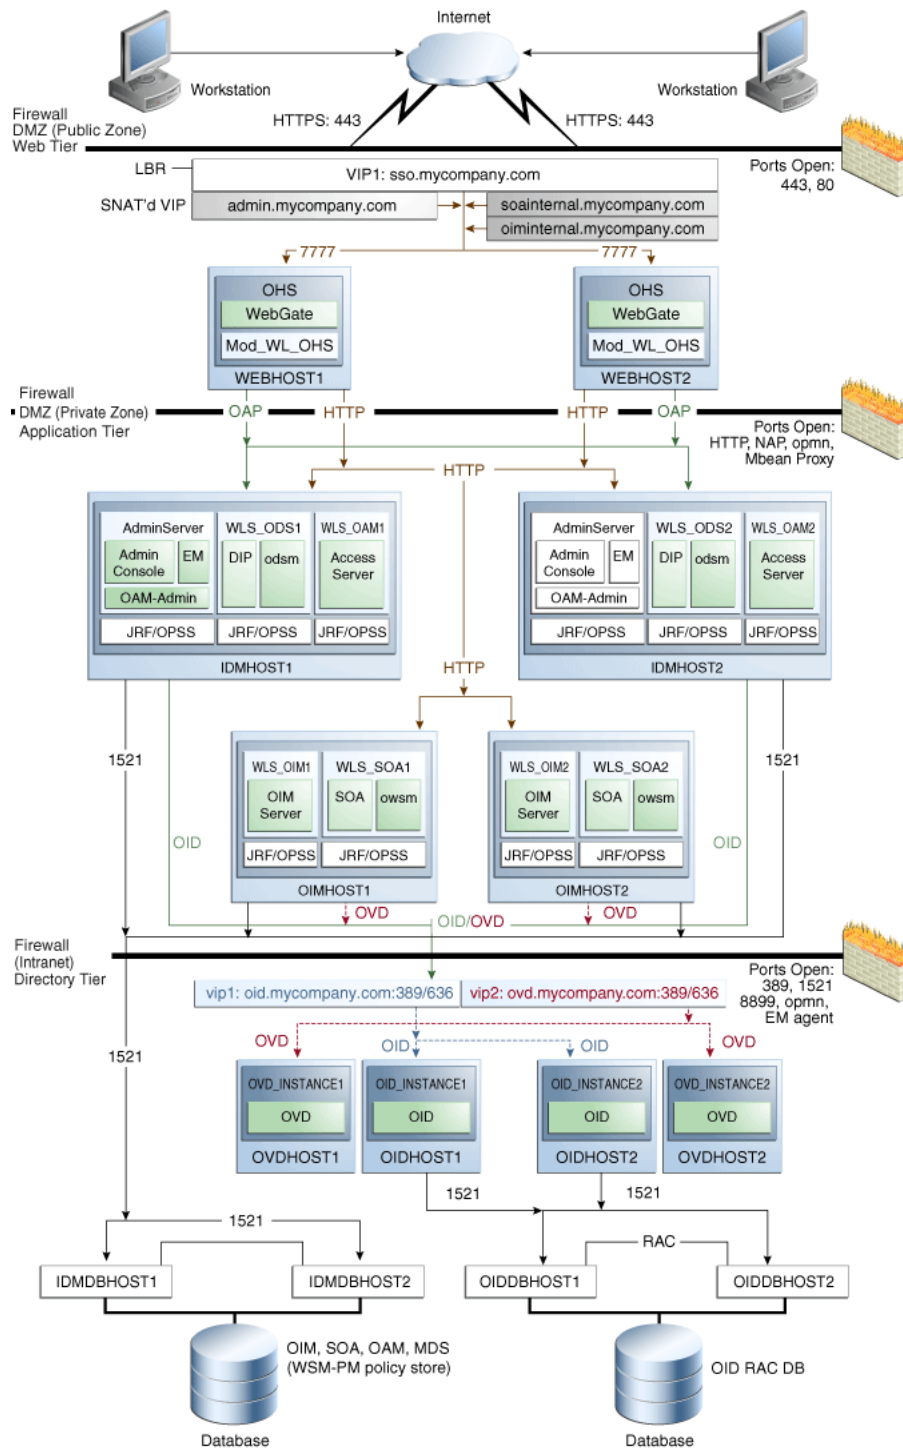 Internet
Workstation
Workstation
Firewall
DMZ (Public Zone)
Web Tier
HTTPS: 443
HTTPS: 443
Ports Open:
443, 80
LBR
VIP1: sso.mycompany.com
SNAT'd VIP
admin.mycompany.com
soainternal.mycompany.com
oiminternal.mycompany.com
7777
7777
OHS
WebGate
Mod_WL_OHS
WEBHOST1
OHS
WebGate
Mod_WL_OHS
WEBHOST2
Firewall
DMZ (Private Zone)
Application Tier
OAP
HTTP
HTTP
OAP
Ports Open:
HTTP, NAP, opmn,
Mbean Proxy
HTTP
AdminServer
Admin
Console
EM
OAM-Admin
JRF/OPSS
WLS_ODS1
DIP
odsm
JRF/OPSS
WLS_OAM1
Access
Server
JRF/OPSS
IDMHOST1
AdminServer
Admin
Console
EM
OAM-Admin
JRF/OPSS
WLS_ODS2
DIP
odsm
JRF/OPSS
WLS_OAM2
Access
Server
JRF/OPSS
IDMHOST2
HTTP
1521
1521
WLS_OIM1
OIM
Server
JRF/OPSS
WLS_SOA1
SOA
owsm
JRF/OPSS
OIMHOST1
WLS_OIM2
OIM
Server
JRF/OPSS
WLS_SOA2
SOA
owsm
JRF/OPSS
OIMHOST2
OID
OID
OVD
OID/OVD
OVD
Firewall
(Intranet)
Directory Tier
Ports Open:
389, 1521
8899, opmn,
EM agent
vip1: oid.mycompany.com:389/636
vip2: ovd.mycompany.com:389/636
1521
OVD
OID
OID
OVD
OVD_INSTANCE1
OVD
OVDHOST1
OID_INSTANCE1
OID
OIDHOST1
OID_INSTANCE2
OID
OIDHOST2
OVD_INSTANCE2
OVD
OVDHOST2
1521
1521
1521
RAC
IDMDBHOST1
IDMDBHOST2
OIDDBHOST1
OIDDBHOST2
OIM, SOA, OAM, MDS
(WSM-PM policy store)
OID RAC DB
Database
Database